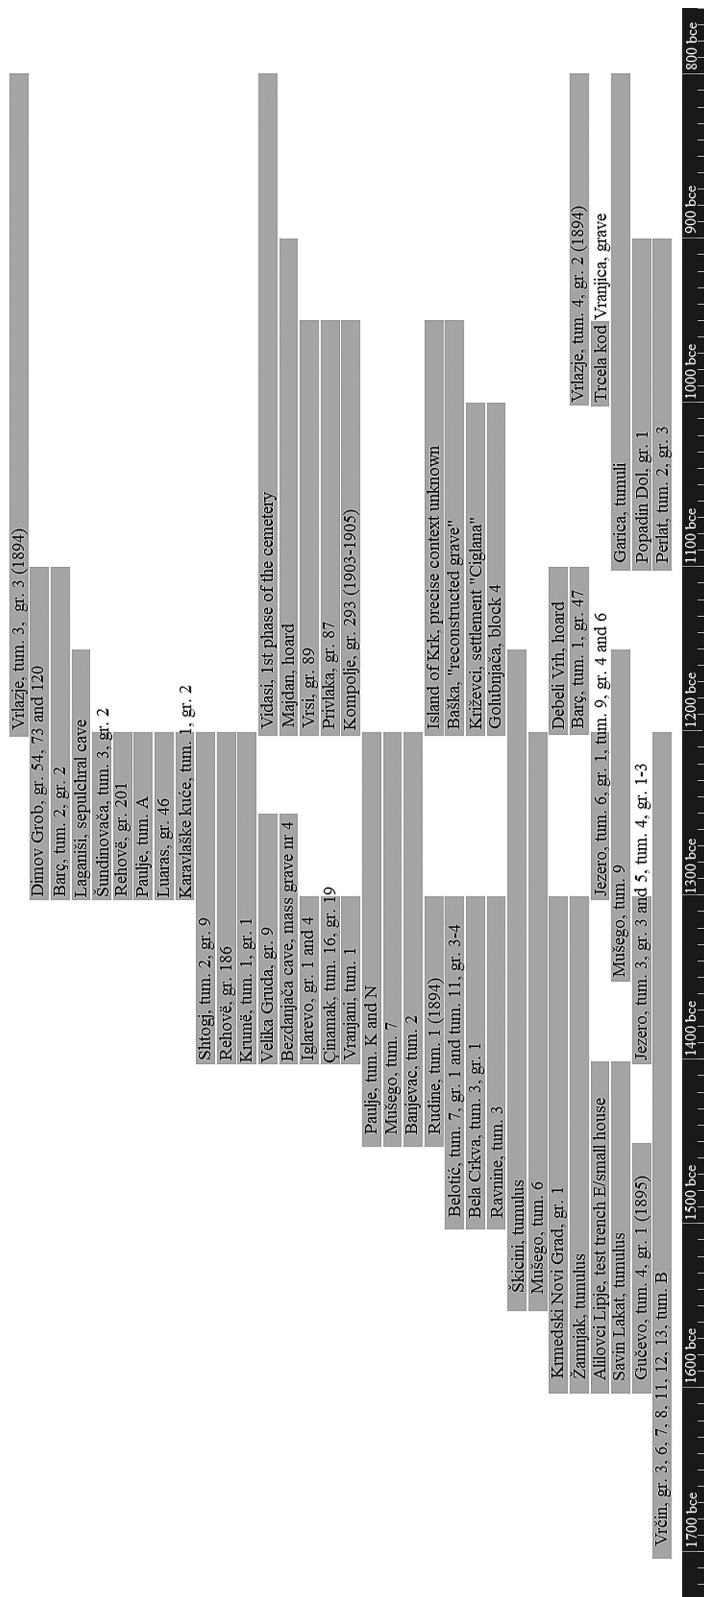 Vrlazje, tum. 3, gr. 3 (1894)
Dimov Grob, gr. 54, 73 and 120
Barç, tum. 2, gr. 2
Laganiši, sepulchral cave
Šundinovača, tum. 3, gr. 2
Rehovë, gr. 201
Paulje, tum. A
Luaras, gr. 46
Karavlaške kuće, tum. 1, gr. 2
Shtogj, tum. 2, gr. 9
Rehovë, gr. 186
Krumë, tum. 1, gr. 1
Vidasi, 1st phase of the cemetery
Velika Gruda, gr. 9
Majdan, hoard
Bezdanjača cave, mass grave nr 4
Vrsi, gr. 89
Iglarevo, gr. 1 and 4
Privlaka, gr. 87
Çinamak, tum. 16, gr. 19
Kompolje, gr. 293 (1903-1905)
Vranjani, tum. 1
Paulje, tum. K and N
Mušego, tum. 7
Banjevac, tum. 2
Island of Krk, precise context unknown
Rudine, tum. 1 (1894)
Baška, "reconstructed grave"
Belotić, tum. 7, gr. 1 and tum. 11, gr. 3-4
Križevci, settlement "Ciglana"
Bela Crkva, tum. 3, gr. 1
Golubnjača, block 4
Ravnine, tum. 3
Škicini, tumulus
Mušego, tum. 6
Debeli Vrh, hoard
Krmedski Novi Grad, gr. 1
Vrlazje, tum. 4, gr. 2 (1894)
Barç, tum. 1, gr. 47
Žamnjak, tumulus
Trcela kod Vranjica, grave
Jezero, tum. 6, gr. 1, tum. 9, gr. 4 and 6
Alilovci Lipje, test trench E/small house
Garica, tumuli
Mušego, tum. 9
Savin Lakat, tumulus
Popadin Dol, gr. 1
Jezero, tum. 3, gr. 3 and 5, tum. 4, gr. 1-3
Gučevo, tum. 4, gr. 1 (1895)
Perlat, tum. 2, gr. 3
Vrčin, gr. 3, 6, 7, 8, 11, 12, 13, tum. B
1700 bce
1600 bce
1500 bce
1400 bce
1300 bce
1200 bce
1100 bce
1000 bce
900 bce
800 bce